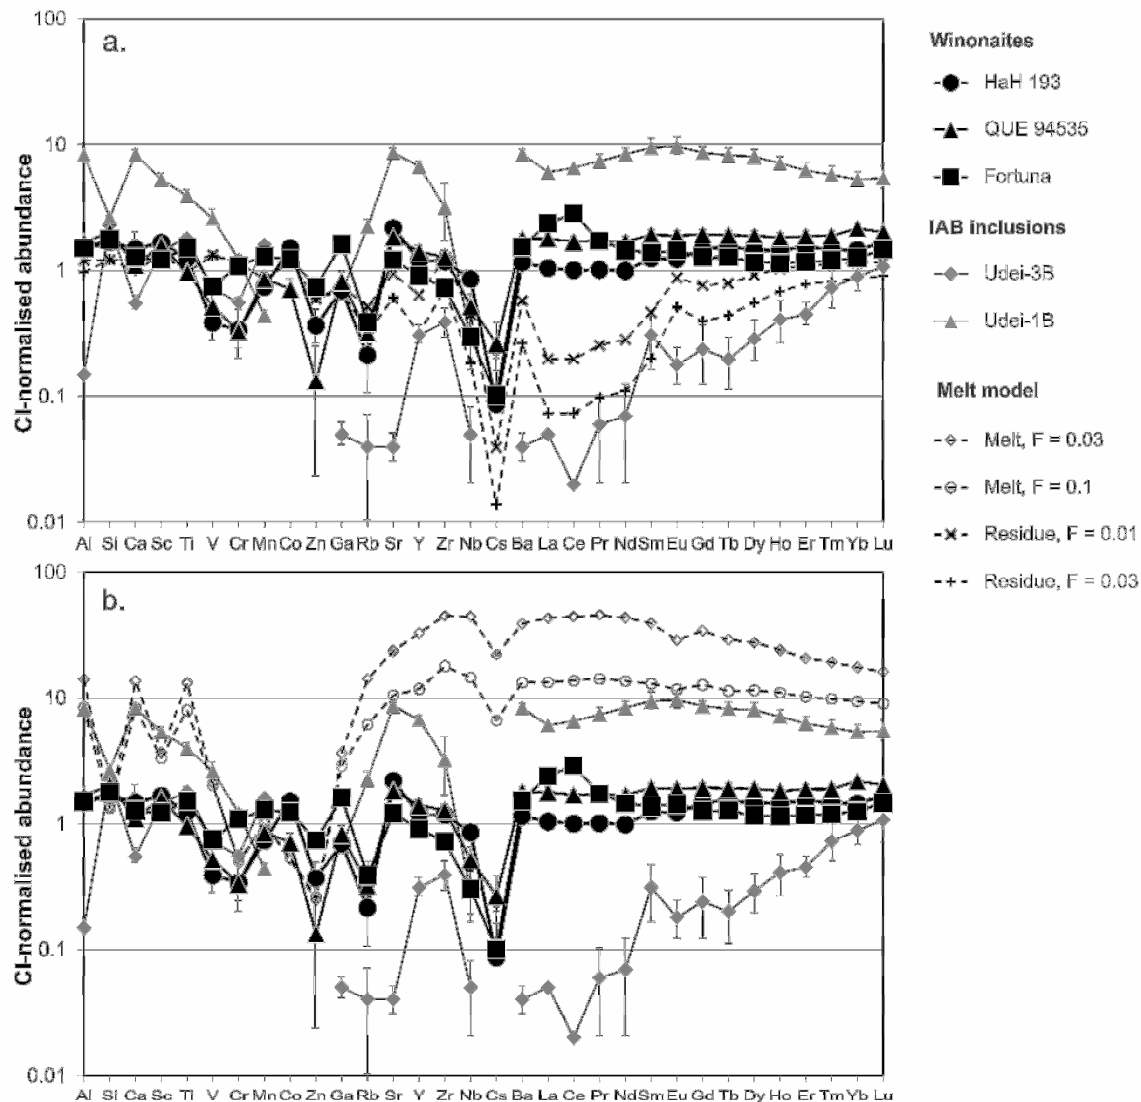 100
a.
10
1
0.1
0.01
CI-normalised abundance
Al Si Ca Sc Ti V Cr Mn Co Zn Ga Rb Sr Y Zr Nb Cs Ba La Ce Pr Nd Sm Eu Gd Tb Dy Ho Er Tm Yb Lu
Winonaites
HaH 193
QUE 94535
Fortuna
IAB inclusions
Udei-3B
Udei-1B
Melt model
Melt, F = 0.03
Melt, F = 0.1
Residue, F = 0.01
Residue, F = 0.03
100
b.
10
1
0.1
0.01
CI-normalised abundance
Al Si Ca Sc Ti V Cr Mn Co Zn Ga Rb Sr Y Zr Nb Cs Ba La Ce Pr Nd Sm Eu Gd Tb Dy Ho Er Tm Yb Lu